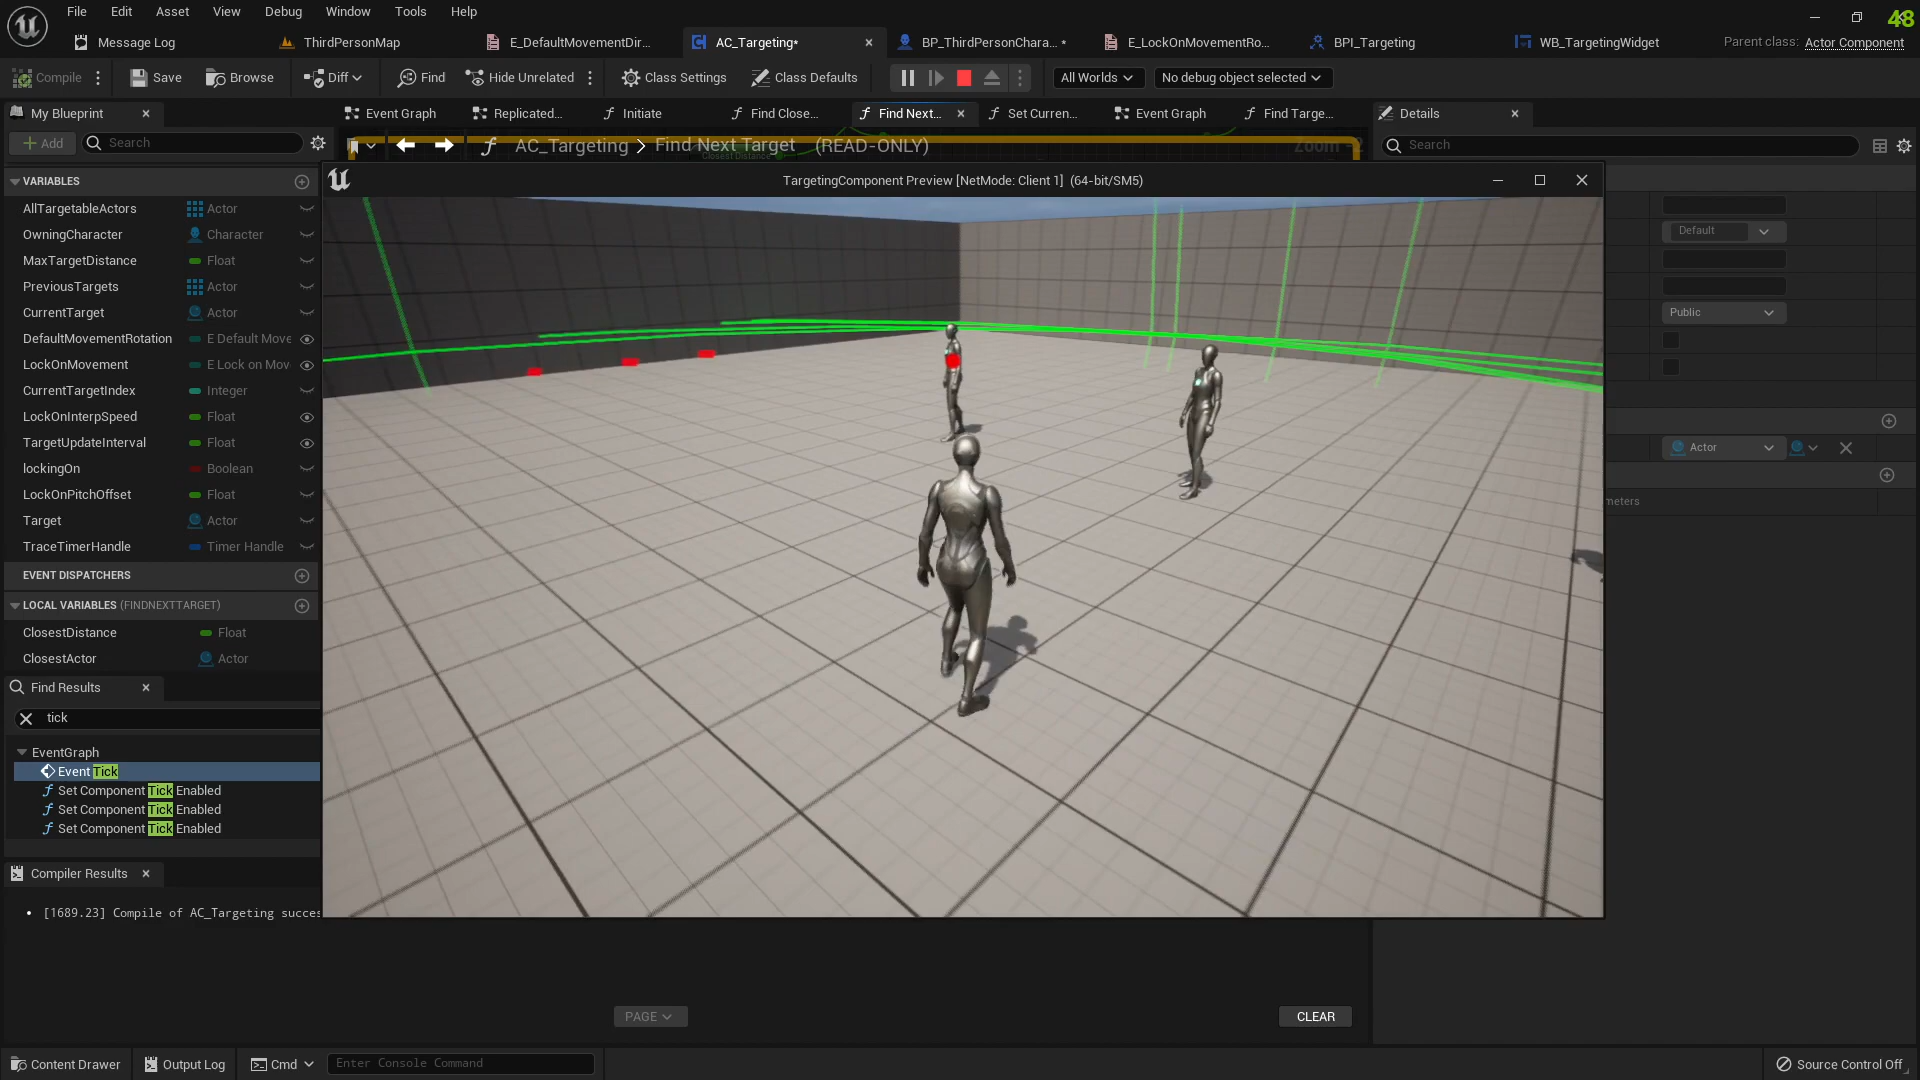 File Edit Asset View Debug Window Tools Help
48
Message Log ThirdPersonMap E_DefaultMovementDir... AC_Targeting* BP_ThirdPersonChara... * E_LockOnMovementRo... BPI_Targeting WB_TargetingWidget Parent class: Actor Component
Compile Save Browse Diff Find Hide Unrelated Class Settings Class Defaults All Worlds No debug object selected
My Blueprint Event Graph Replicated... Initiate Find Close... Find Next... Set Curren... Event Graph Find Targe... Details
Add Search AC_Targeting Find Next Target (READ-ONLY) Search
Closest Distance
VARIABLES TargetingComponent Preview [NetMode: Client 1] (64-bit/SM5)
AllTargetableActors Actor
OwningCharacter Character Default
MaxTargetDistance Float
PreviousTargets Actor
CurrentTarget Actor Public
DefaultMovementRotation E Default Move
LockOnMovement E Lock on Mov
CurrentTargetIndex Integer
LockOnInterpSpeed Float
TargetUpdateInterval Float Actor
lockingOn Boolean
LockOnPitchOffset Float meters
Target Actor
TraceTimerHandle Timer Handle
EVENT DISPATCHERS
LOCAL VARIABLES (FINDNEXTTARGET)
ClosestDistance Float
ClosestActor Actor
Find Results
tick
EventGraph
Event Tick
Set Component Tick Enabled
Set Component Tick Enabled
Set Component Tick Enabled
Compiler Results
[1689.23] Compile of AC_Targeting succes
PAGE CLEAR
Content Drawer Output Log Cmd Enter Console Command Source Control Off